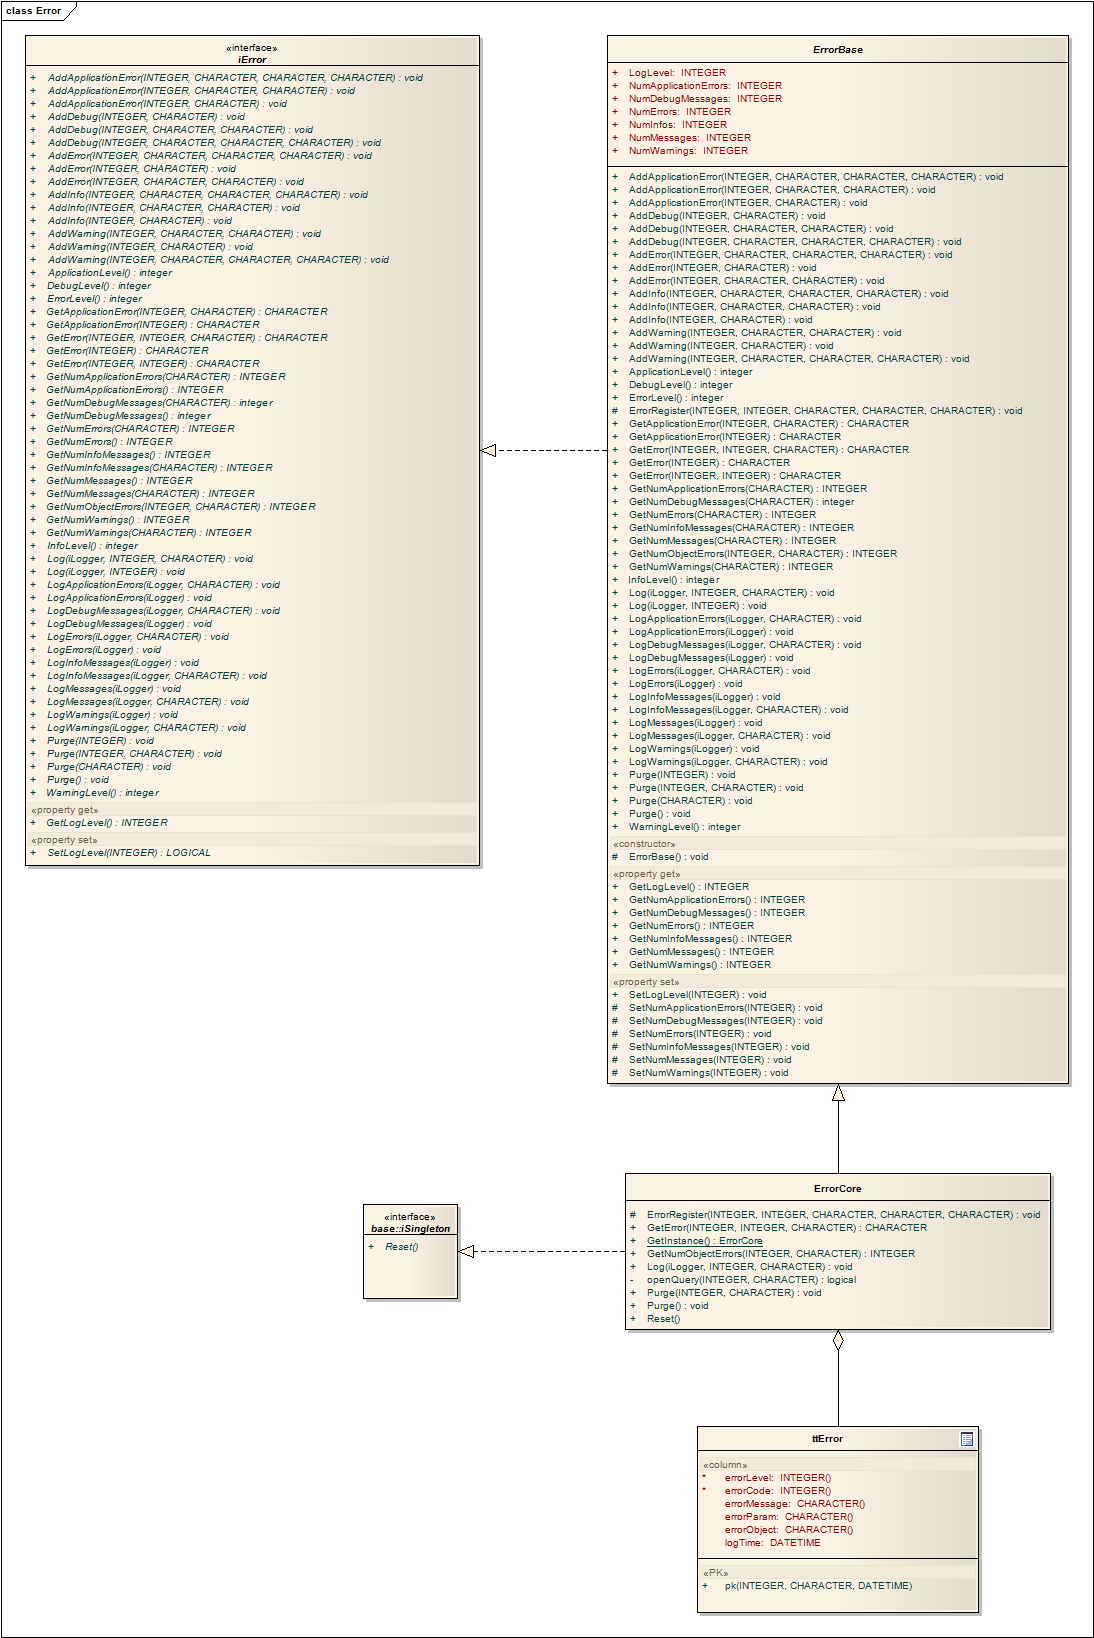 class Error
«interface»
iError
+ AddApplicationError(INTEGER, CHARACTER, CHARACTER, CHARACTER) : void
+ AddApplicationError(INTEGER, CHARACTER, CHARACTER) : void
+ AddApplicationError(INTEGER, CHARACTER) : void
+ AddDebug(INTEGER, CHARACTER) : void
+ AddDebug(INTEGER, CHARACTER, CHARACTER) : void
+ AddDebug(INTEGER, CHARACTER, CHARACTER, CHARACTER) : void
+ AddError(INTEGER, CHARACTER, CHARACTER, CHARACTER) : void
+ AddError(INTEGER, CHARACTER) : void
+ AddError(INTEGER, CHARACTER, CHARACTER) : void
+ AddInfo(INTEGER, CHARACTER, CHARACTER, CHARACTER) : void
+ AddInfo(INTEGER, CHARACTER, CHARACTER) : void
+ AddInfo(INTEGER, CHARACTER) : void
+ AddWarning(INTEGER, CHARACTER, CHARACTER) : void
+ AddWarning(INTEGER, CHARACTER) : void
+ AddWarning(INTEGER, CHARACTER, CHARACTER, CHARACTER) : void
+ ApplicationLevel() : integer
+ DebugLevel() : integer
+ ErrorLevel() : integer
+ GetApplicationError(INTEGER, CHARACTER) : CHARACTER
+ GetApplicationError(INTEGER) : CHARACTER
+ GetError(INTEGER, INTEGER, CHARACTER) : CHARACTER
+ GetError(INTEGER) : CHARACTER
+ GetError(INTEGER, INTEGER) : CHARACTER
+ GetNumApplicationErrors(CHARACTER) : INTEGER
+ GetNumApplicationErrors() : INTEGER
+ GetNumDebugMessages(CHARACTER) : integer
+ GetNumDebugMessages() : integer
+ GetNumErrors(CHARACTER) : INTEGER
+ GetNumErrors() : INTEGER
+ GetNumInfoMessages() : INTEGER
+ GetNumInfoMessages(CHARACTER) : INTEGER
+ GetNumMessages() : INTEGER
+ GetNumMessages(CHARACTER) : INTEGER
+ GetNumObjectErrors(INTEGER, CHARACTER) : INTEGER
+ GetNumWarnings() : INTEGER
+ GetNumWarnings(CHARACTER) : INTEGER
+ InfoLevel() : integer
+ Log(iLogger, INTEGER, CHARACTER) : void
+ Log(iLogger, INTEGER) : void
+ LogApplicationErrors(iLogger, CHARACTER) : void
+ LogApplicationErrors(iLogger) : void
+ LogDebugMessages(iLogger, CHARACTER) : void
+ LogDebugMessages(iLogger) : void
+ LogErrors(iLogger, CHARACTER) : void
+ LogErrors(iLogger) : void
+ LogInfoMessages(iLogger) : void
+ LogInfoMessages(iLogger, CHARACTER) : void
+ LogMessages(iLogger) : void
+ LogMessages(iLogger, CHARACTER) : void
+ LogWarnings(iLogger) : void
+ LogWarnings(iLogger, CHARACTER) : void
+ Purge(INTEGER) : void
+ Purge(INTEGER, CHARACTER) : void
+ Purge(CHARACTER) : void
+ Purge() : void
+ WarningLevel() : integer
«property get»
+ GetLogLevel() : INTEGER
«property set»
+ SetLogLevel(INTEGER) : LOGICAL
ErrorBase
+ LogLevel: INTEGER
+ NumApplicationErrors: INTEGER
+ NumDebugMessages: INTEGER
+ NumErrors: INTEGER
+ NumInfos: INTEGER
+ NumMessages: INTEGER
+ NumWarnings: INTEGER
+ AddApplicationError(INTEGER, CHARACTER, CHARACTER, CHARACTER) : void
+ AddApplicationError(INTEGER, CHARACTER, CHARACTER) : void
+ AddApplicationError(INTEGER, CHARACTER) : void
+ AddDebug(INTEGER, CHARACTER) : void
+ AddDebug(INTEGER, CHARACTER, CHARACTER) : void
+ AddDebug(INTEGER, CHARACTER, CHARACTER, CHARACTER) : void
+ AddError(INTEGER, CHARACTER, CHARACTER, CHARACTER) : void
+ AddError(INTEGER, CHARACTER) : void
+ AddError(INTEGER, CHARACTER, CHARACTER) : void
+ AddInfo(INTEGER, CHARACTER, CHARACTER, CHARACTER) : void
+ AddInfo(INTEGER, CHARACTER, CHARACTER) : void
+ AddInfo(INTEGER, CHARACTER) : void
+ AddWarning(INTEGER, CHARACTER, CHARACTER) : void
+ AddWarning(INTEGER, CHARACTER) : void
+ AddWarning(INTEGER, CHARACTER, CHARACTER, CHARACTER) : void
+ ApplicationLevel() : integer
+ DebugLevel() : integer
+ ErrorLevel() : integer
# ErrorRegister(INTEGER, INTEGER, CHARACTER, CHARACTER, CHARACTER) : void
+ GetApplicationError(INTEGER, CHARACTER) : CHARACTER
+ GetApplicationError(INTEGER) : CHARACTER
+ GetError(INTEGER, INTEGER, CHARACTER) : CHARACTER
+ GetError(INTEGER) : CHARACTER
+ GetError(INTEGER, INTEGER) : CHARACTER
+ GetNumApplicationErrors(CHARACTER) : INTEGER
+ GetNumDebugMessages(CHARACTER) : integer
+ GetNumErrors(CHARACTER) : INTEGER
+ GetNumInfoMessages(CHARACTER) : INTEGER
+ GetNumMessages(CHARACTER) : INTEGER
+ GetNumObjectErrors(INTEGER, CHARACTER) : INTEGER
+ GetNumWarnings(CHARACTER) : INTEGER
+ InfoLevel() : integer
+ Log(iLogger, INTEGER, CHARACTER) : void
+ Log(iLogger, INTEGER) : void
+ LogApplicationErrors(iLogger, CHARACTER) : void
+ LogApplicationErrors(iLogger) : void
+ LogDebugMessages(iLogger, CHARACTER) : void
+ LogDebugMessages(iLogger) : void
+ LogErrors(iLogger, CHARACTER) : void
+ LogErrors(iLogger) : void
+ LogInfoMessages(iLogger) : void
+ LogInfoMessages(iLogger, CHARACTER) : void
+ LogMessages(iLogger) : void
+ LogMessages(iLogger, CHARACTER) : void
+ LogWarnings(iLogger) : void
+ LogWarnings(iLogger, CHARACTER) : void
+ Purge(INTEGER) : void
+ Purge(INTEGER, CHARACTER) : void
+ Purge(CHARACTER) : void
+ Purge() : void
+ WarningLevel() : integer
«constructor»
# ErrorBase() : void
«property get»
+ GetLogLevel() : INTEGER
+ GetNumApplicationErrors() : INTEGER
+ GetNumDebugMessages() : INTEGER
+ GetNumErrors() : INTEGER
+ GetNumInfoMessages() : INTEGER
+ GetNumMessages() : INTEGER
+ GetNumWarnings() : INTEGER
«property set»
+ SetLogLevel(INTEGER) : void
# SetNumApplicationErrors(INTEGER) : void
# SetNumDebugMessages(INTEGER) : void
# SetNumErrors(INTEGER) : void
# SetNumInfoMessages(INTEGER) : void
# SetNumMessages(INTEGER) : void
# SetNumWarnings(INTEGER) : void
«interface»
base::iSingleton
+ Reset()
ErrorCore
# ErrorRegister(INTEGER, INTEGER, CHARACTER, CHARACTER, CHARACTER) : void
+ GetError(INTEGER, INTEGER, CHARACTER) : CHARACTER
+ GetInstance() : ErrorCore
+ GetNumObjectErrors(INTEGER, CHARACTER) : INTEGER
+ Log(iLogger, INTEGER, CHARACTER) : void
- openQuery(INTEGER, CHARACTER) : logical
+ Purge(INTEGER, CHARACTER) : void
+ Purge() : void
+ Reset()
ttError
«column»
* errorLevel: INTEGER()
* errorCode: INTEGER()
errorMessage: CHARACTER()
errorParam: CHARACTER()
errorObject: CHARACTER()
logTime: DATETIME
«PK»
+ pk(INTEGER, CHARACTER, DATETIME)